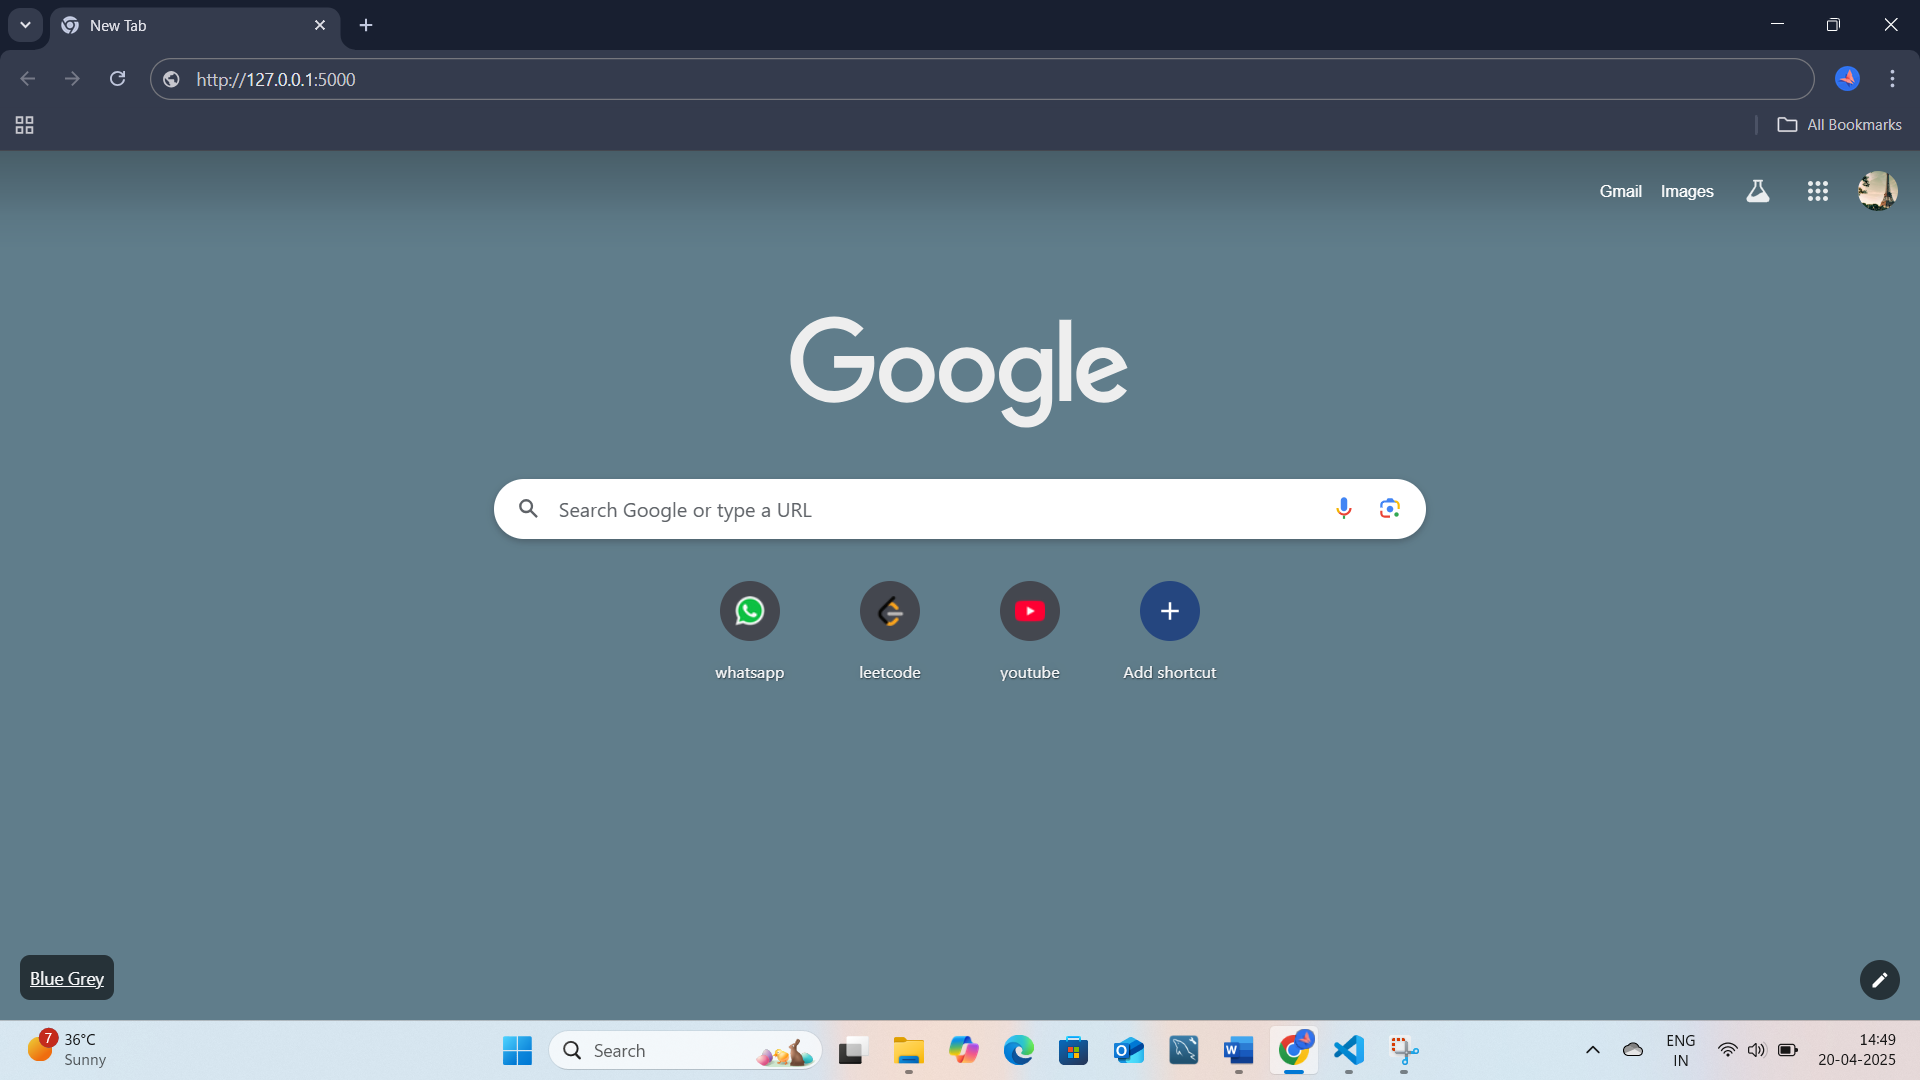 New Tab
http://127.0.0.1:5000
All Bookmarks
Gmail Images
Google
Search Google or type a URL
whatsapp leetcode youtube Add shortcut
Blue Grey
7
36°C
Sunny
Search
ENG
IN
14:49
20-04-2025